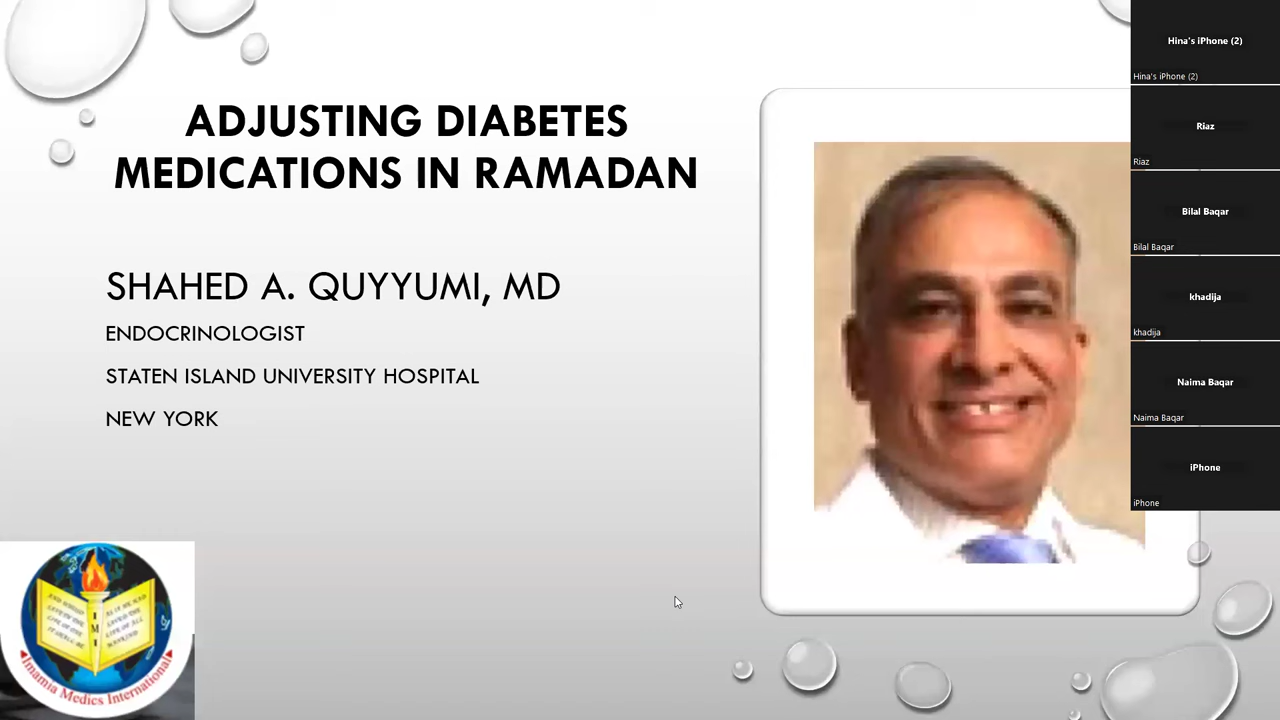 ADJUSTING DIABETES
MEDICATIONS IN RAMADAN
SHAHED A. QUYYUMI, MD
ENDOCRINOLOGIST
STATEN ISLAND UNIVERSITY HOSPITAL
NEW YORK
Hina's iPhone (2)
Hina's iPhone (2)
Riaz
Riaz
Bilal Baqar
Bilal Baqar
khadija
khadija
Naima Baqar
Naima Baqar
iPhone
iPhone
I
M
I
Imamia Medics International